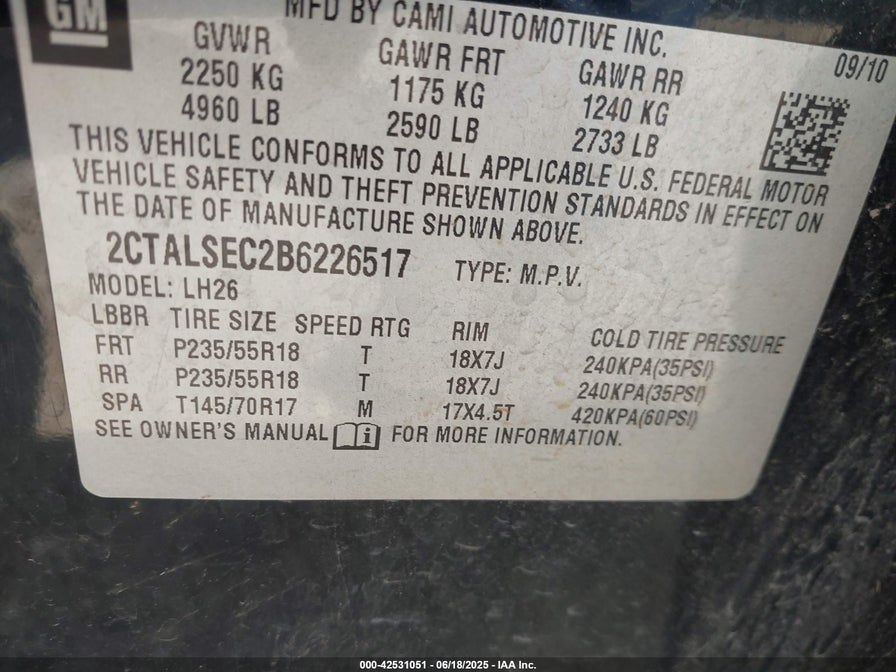 GM
MFD BY CAMI AUTOMOTIVE INC.
GVWR GAWR FRT GAWR RR 09/10
2250 KG 1175 KG 1240 KG
4960 LB 2590 LB 2733 LB
THIS VEHICLE CONFORMS TO ALL APPLICABLE U.S. FEDERAL MOTOR
VEHICLE SAFETY AND THEFT PREVENTION STANDARDS IN EFFECT ON
THE DATE OF MANUFACTURE SHOWN ABOVE.
2CTALSEC2B6226517 TYPE: M.P.V.
MODEL: LH26
LBBR TIRE SIZE SPEED RTG RIM COLD TIRE PRESSURE
FRT P235/55R18 T 18X7J 240KPA(35PSI)
RR P235/55R18 T 18X7J 240KPA(35PSI)
SPA T145/70R17 M 17X4.5T 420KPA(60PSI)
SEE OWNER'S MANUAL i FOR MORE INFORMATION.
000-42531051 - 06/18/2025 - IAA Inc.